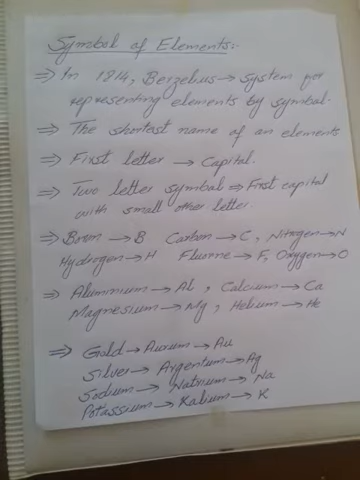 Symbol of Elements:-
⇒ In 1814, Berzelius → System for
representing elements by symbol.
⇒ The shortest name of an elements
⇒ First letter → Capital.
⇒ Two letter symbol ⇒ First capital
with small other letter.
⇒ Boron → B Carbon → C, Nitrogen → N
Hydrogen → H Fluorine → F, Oxygen → O
⇒ Aluminium → Al, Calcium → Ca
Magnesium → Mg, Helium → He
⇒ Gold → Aurum → Au
Silver → Argentum → Ag
Sodium → Natrium → Na
Potassium → Kalium → K